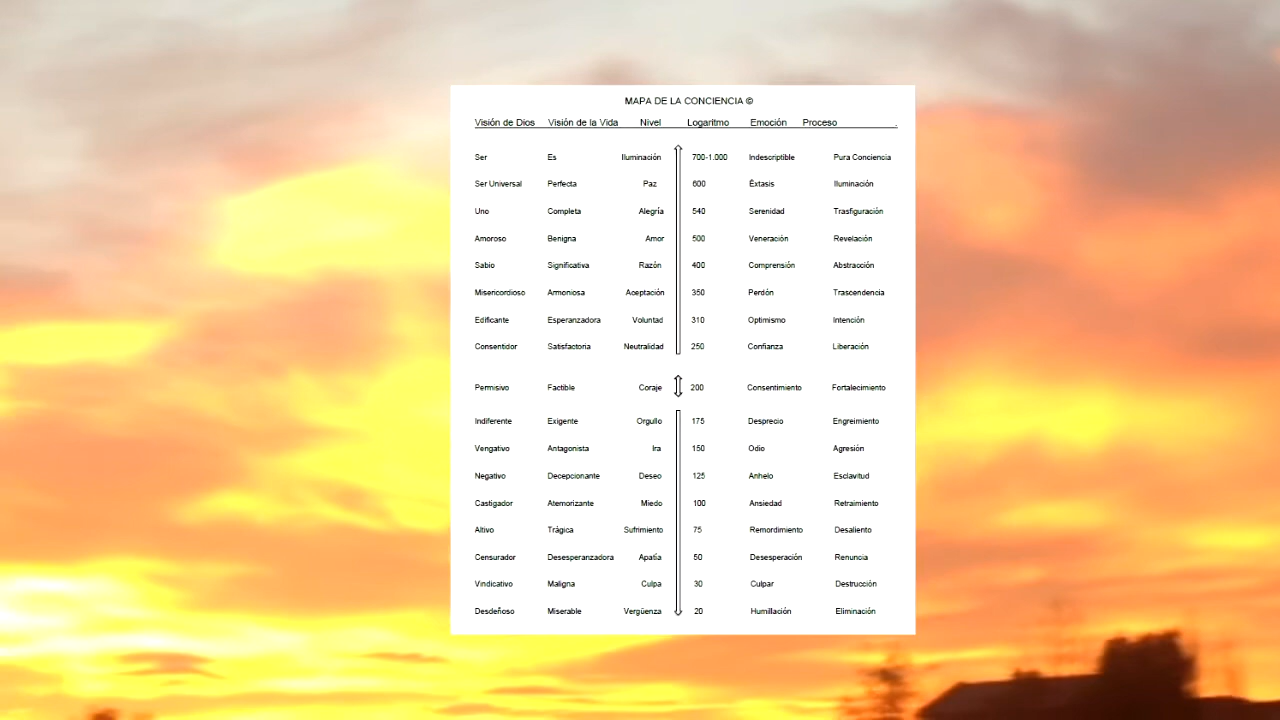 MAPA DE LA CONCIENCIA ©
Visión de Dios Visión de la Vida Nivel Logaritmo Emoción Proceso .
Ser Es Iluminación 700-1.000 Indescriptible Pura Conciencia
Ser Universal Perfecta Paz 600 Éxtasis Iluminación
Uno Completa Alegría 540 Serenidad Trasfiguración
Amoroso Benigna Amor 500 Veneración Revelación
Sabio Significativa Razón 400 Comprensión Abstracción
Misericordioso Armoniosa Aceptación 350 Perdón Trascendencia
Edificante Esperanzadora Voluntad 310 Optimismo Intención
Consentidor Satisfactoria Neutralidad 250 Confianza Liberación
Permisivo Factible Coraje 200 Consentimiento Fortalecimiento
Indiferente Exigente Orgullo 175 Desprecio Engreimiento
Vengativo Antagonista Ira 150 Odio Agresión
Negativo Decepcionante Deseo 125 Anhelo Esclavitud
Castigador Atemorizante Miedo 100 Ansiedad Retraimiento
Altivo Trágica Sufrimiento 75 Remordimiento Desaliento
Censurador Desesperanzadora Apatía 50 Desesperación Renuncia
Vindicativo Maligna Culpa 30 Culpar Destrucción
Desdeñoso Miserable Vergüenza 20 Humillación Eliminación